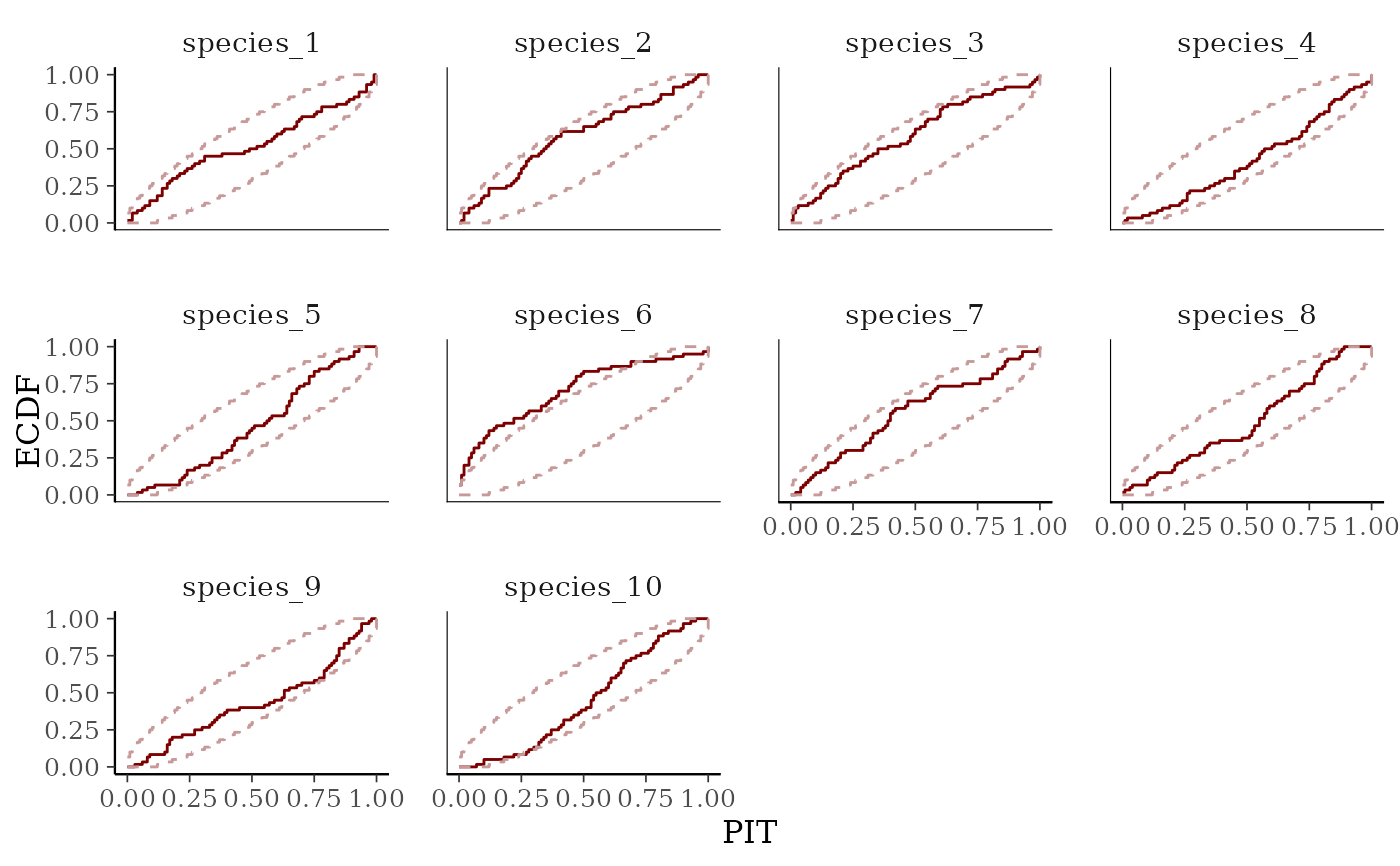 species_1 species_2 species_3 species_4
1.00
0.75
0.50
0.25
0.00
species_5 species_6 species_7 species_8
1.00
0.75
0.50
0.25
0.00
0.00 0.25 0.50 0.75 1.00 0.00 0.25 0.50 0.75 1.00
ECDF
species_9 species_10
1.00
0.75
0.50
0.25
0.00
0.00 0.25 0.50 0.75 1.00 0.00 0.25 0.50 0.75 1.00
PIT